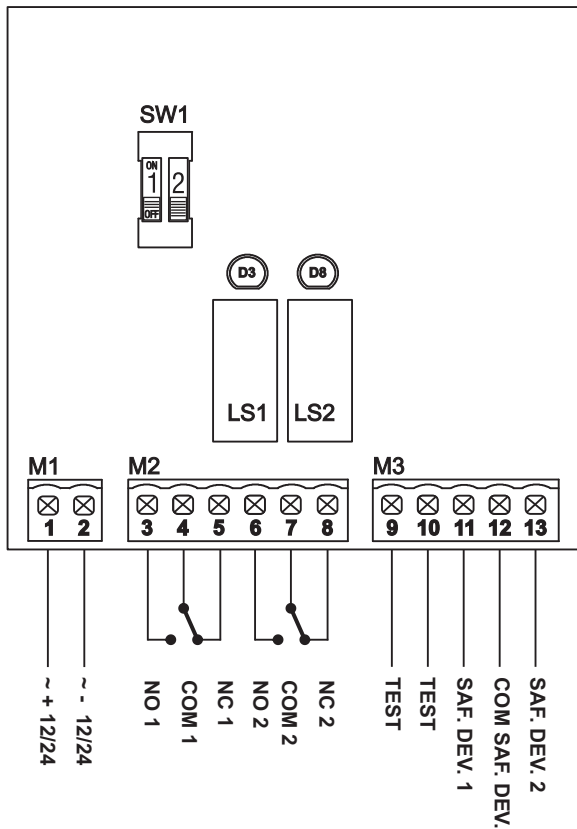 SW1
ON
1 2
OFF
D3 D8
LS1 LS2
M1 M2 M3
1 2 3 4 5 6 7 8 9 10 11 12 13
~ + 12/24
~ - 12/24
NO 1
COM 1
NC 1
NO 2
COM 2
NC 2
TEST
TEST
SAF. DEV. 1
COM SAF. DEV.
SAF. DEV. 2